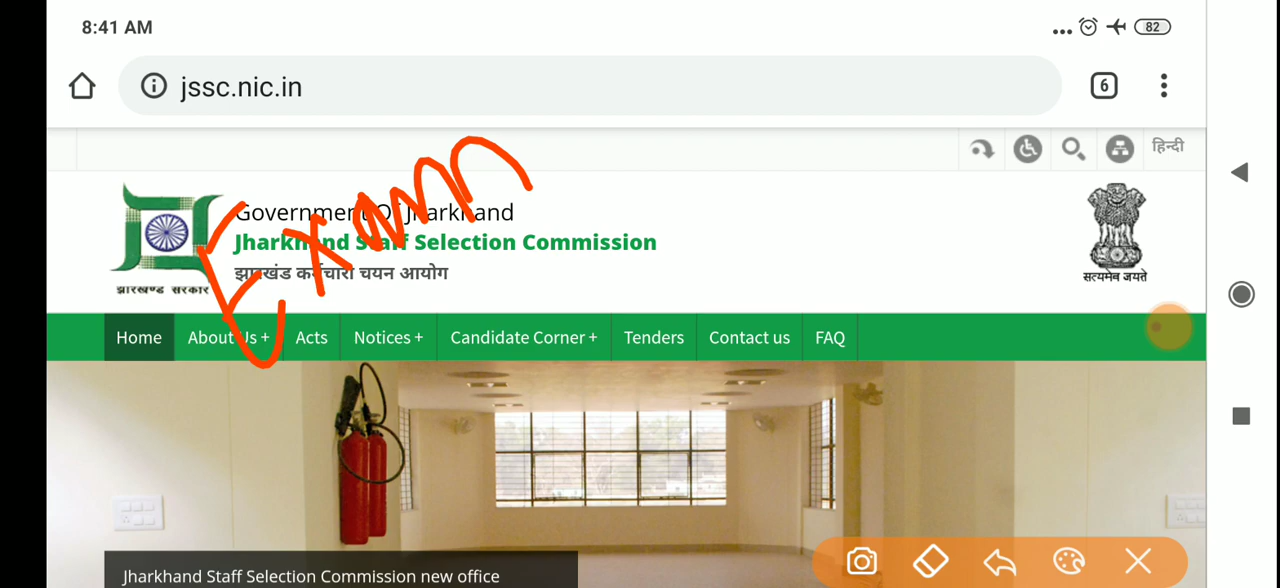 8:41 AM
82
jssc.nic.in
6
हिन्दी
Exam
Government Of Jharkhand
Jharkhand Staff Selection Commission
झारखंड कर्मचारी चयन आयोग
झारखण्ड सरकार
सत्यमेव जयते
Home About Us + Acts Notices + Candidate Corner + Tenders Contact us FAQ
Jharkhand Staff Selection Commission new office